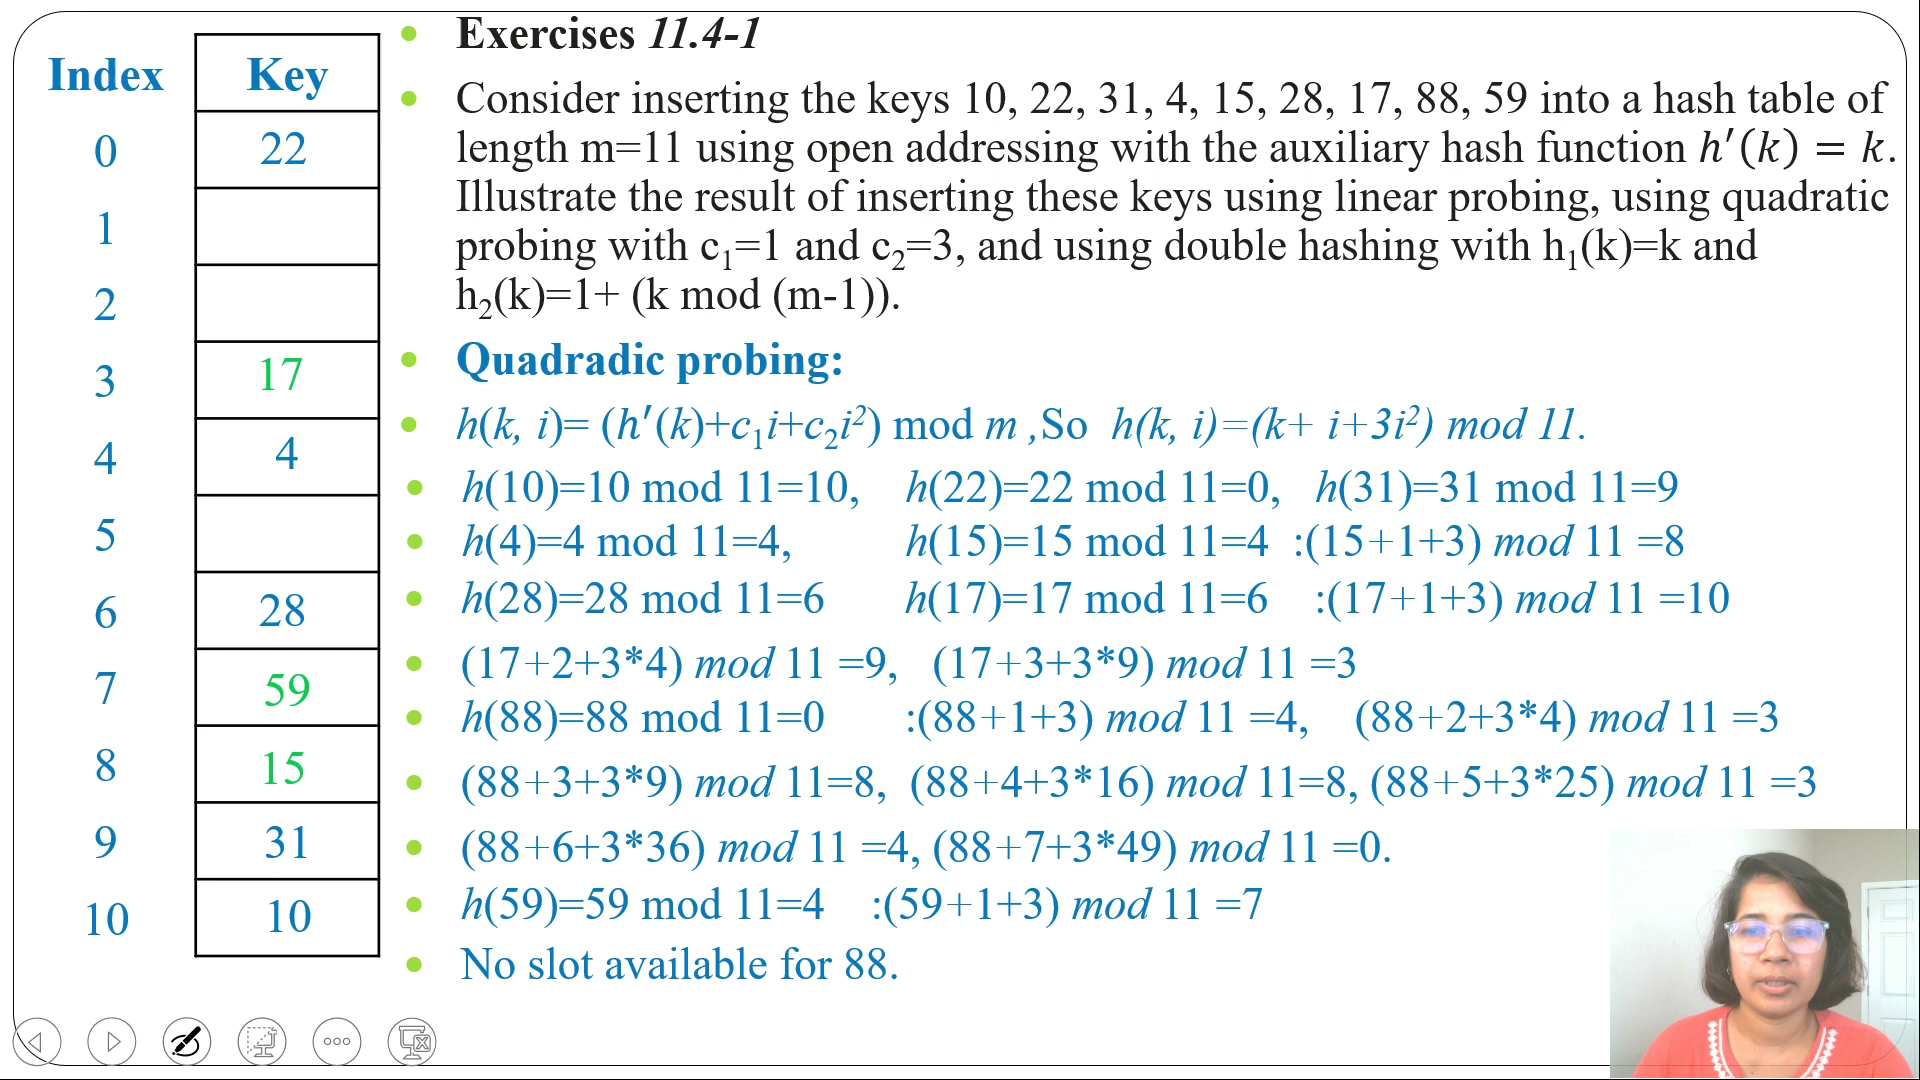 Index Key
0 22
1
2
3 17
4 4
5
6 28
7 59
8 15
9 31
10 10
Exercises 11.4-1
Consider inserting the keys 10, 22, 31, 4, 15, 28, 17, 88, 59 into a hash table of
length m=11 using open addressing with the auxiliary hash function h′(k) = k.
Illustrate the result of inserting these keys using linear probing, using quadratic
probing with c₁=1 and c₂=3, and using double hashing with h₁(k)=k and
h₂(k)=1+ (k mod (m-1)).
Quadradic probing:
h(k, i)= (h′(k)+c₁i+c₂i²) mod m ,So h(k, i)=(k+ i+3i²) mod 11.
h(10)=10 mod 11=10, h(22)=22 mod 11=0, h(31)=31 mod 11=9
h(4)=4 mod 11=4, h(15)=15 mod 11=4 :(15+1+3) mod 11 =8
h(28)=28 mod 11=6 h(17)=17 mod 11=6 :(17+1+3) mod 11 =10
(17+2+3*4) mod 11 =9, (17+3+3*9) mod 11 =3
h(88)=88 mod 11=0 :(88+1+3) mod 11 =4, (88+2+3*4) mod 11 =3
(88+3+3*9) mod 11=8, (88+4+3*16) mod 11=8, (88+5+3*25) mod 11 =3
(88+6+3*36) mod 11 =4, (88+7+3*49) mod 11 =0.
h(59)=59 mod 11=4 :(59+1+3) mod 11 =7
No slot available for 88.